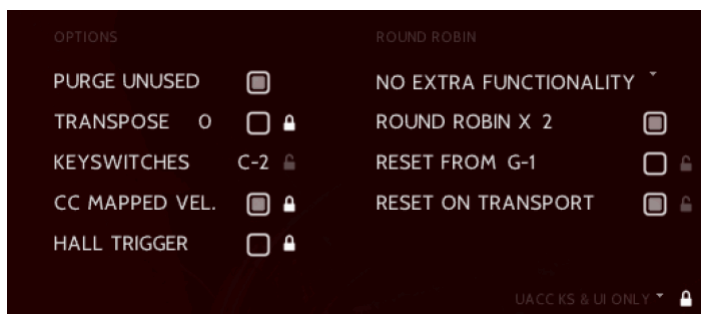 OPTIONS
PURGE UNUSED
TRANSPOSE 0
KEYSWITCHES C-2
CC MAPPED VEL.
HALL TRIGGER
ROUND ROBIN
NO EXTRA FUNCTIONALITY
ROUND ROBIN X 2
RESET FROM G-1
RESET ON TRANSPORT
UACC KS & UI ONLY